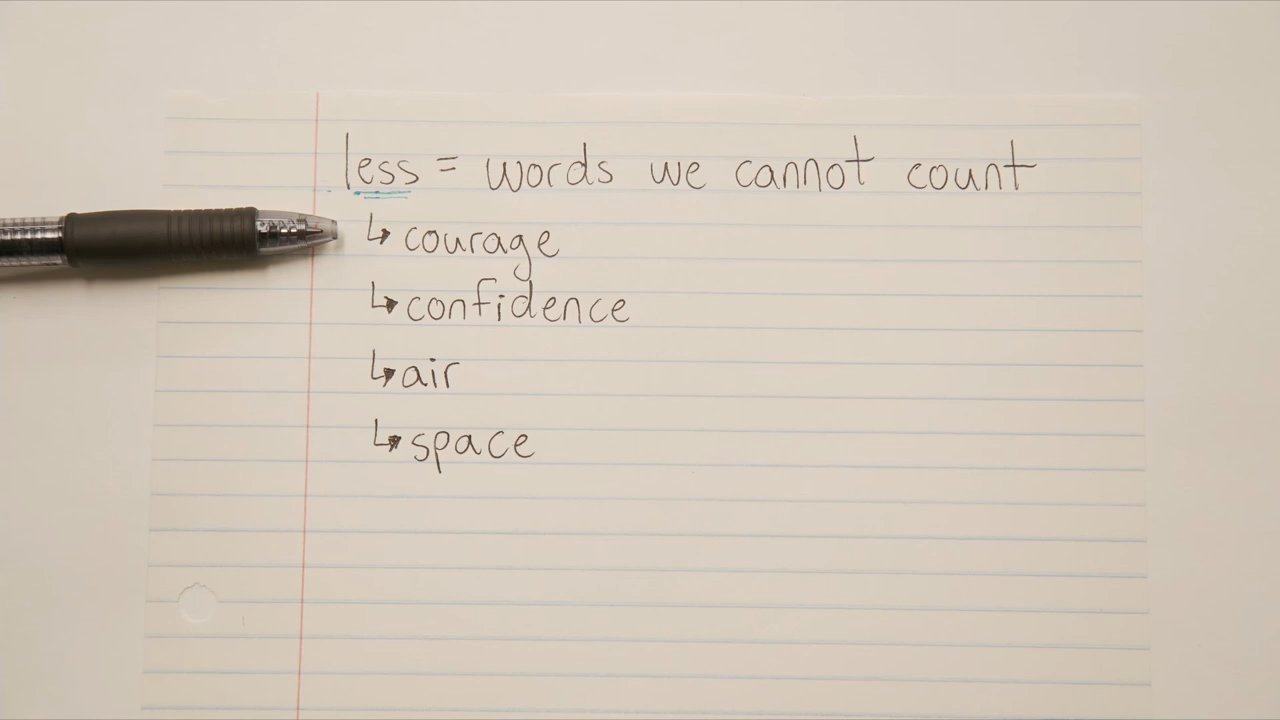 less = words we cannot count
↳ courage
↳ confidence
↳ air
↳ space